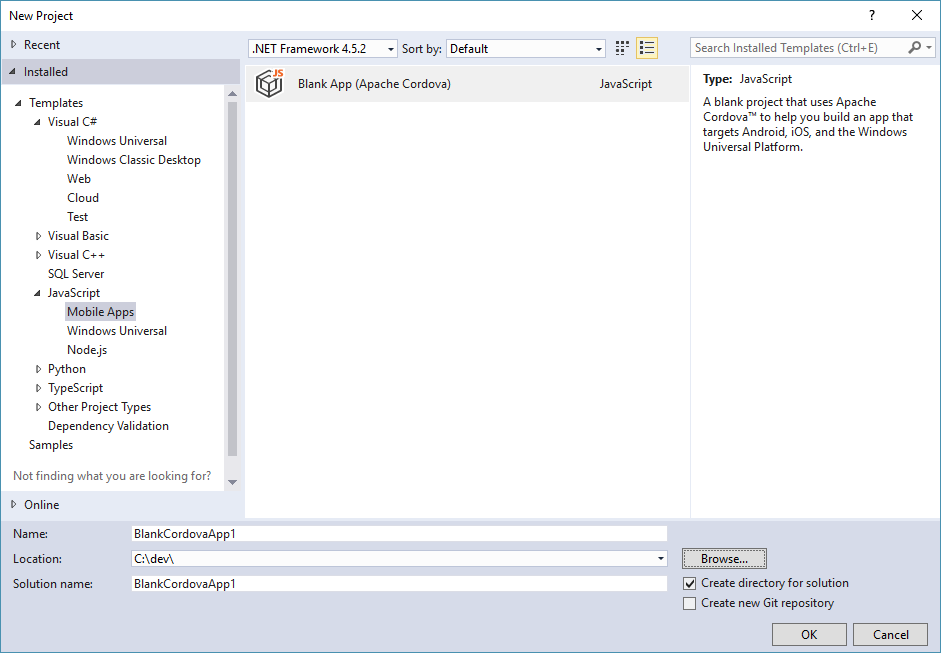 New Project
?
Recent
.NET Framework 4.5.2
Sort by:
Default
Search Installed Templates (Ctrl+E)
Installed
Templates
Visual C#
Windows Universal
Windows Classic Desktop
Web
Cloud
Test
Visual Basic
Visual C++
SQL Server
JavaScript
Mobile Apps
Windows Universal
Node.js
Python
TypeScript
Other Project Types
Dependency Validation
Samples
Not finding what you are looking for?
Online
JS
Blank App (Apache Cordova)
JavaScript
Type: JavaScript
A blank project that uses Apache
Cordova™ to help you build an app that
targets Android, iOS, and the Windows
Universal Platform.
Name:
BlankCordovaApp1
Location:
C:\dev\
Browse...
Solution name:
BlankCordovaApp1
Create directory for solution
Create new Git repository
OK
Cancel